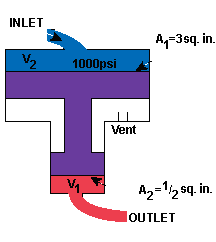 INLET
A1=3sq. in.
V2
1000psi
Vent
V1
A2=1/2 sq. in.
OUTLET